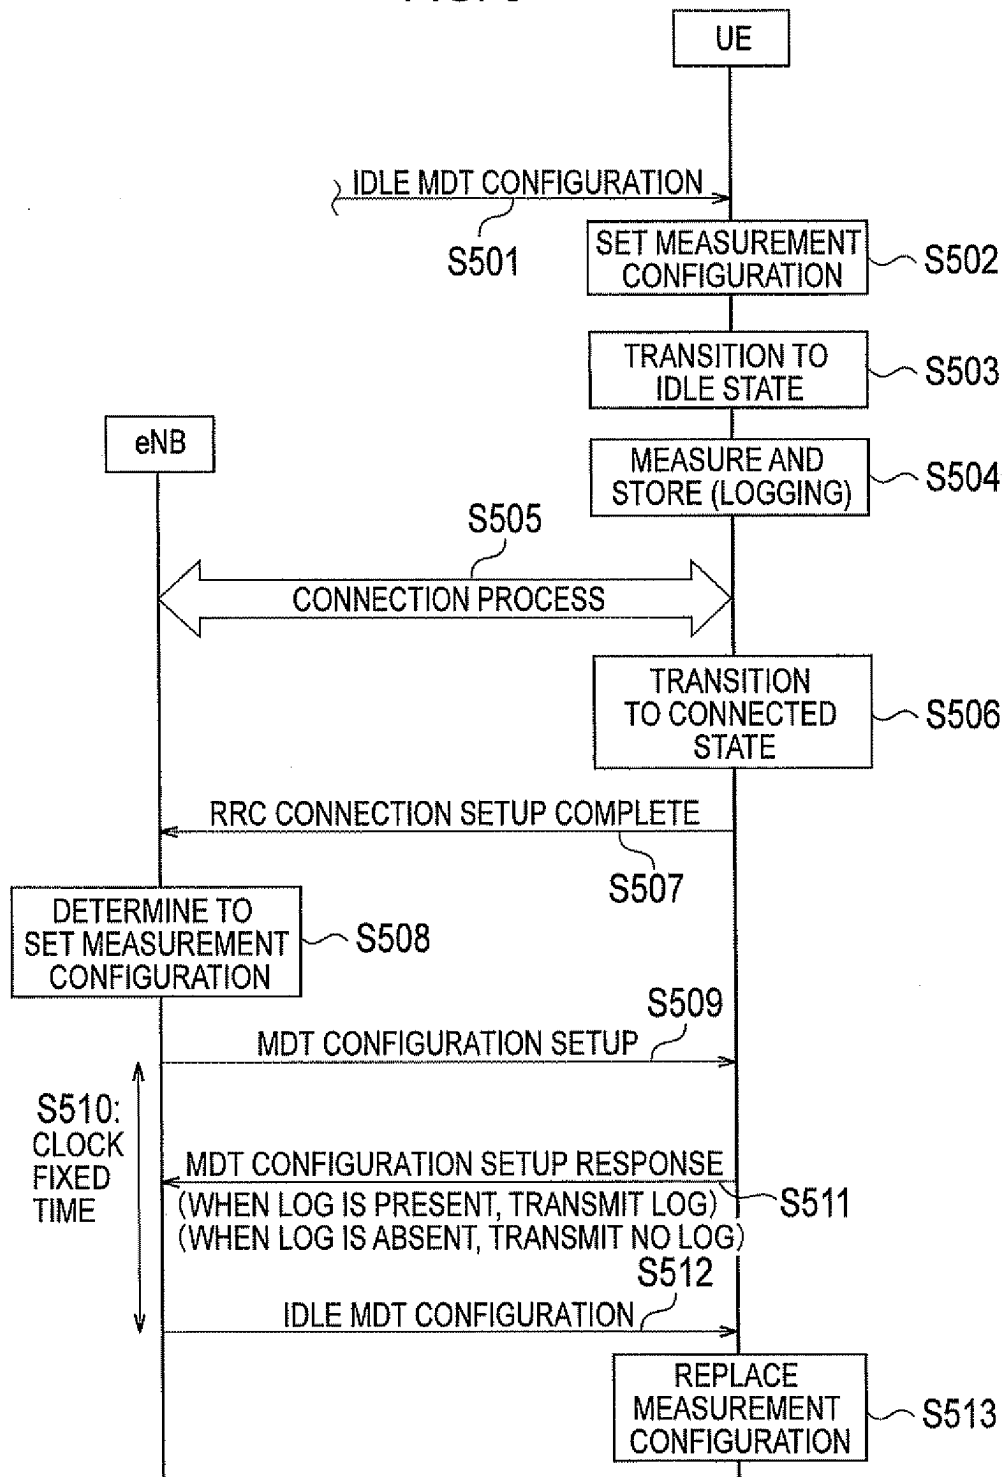 UE
IDLE MDT CONFIGURATION
S501
SET MEASUREMENT
CONFIGURATION
S502
TRANSITION TO
IDLE STATE
S503
eNB
MEASURE AND
STORE (LOGGING)
S504
S505
CONNECTION PROCESS
TRANSITION
TO CONNECTED
STATE
S506
RRC CONNECTION SETUP COMPLETE
S507
DETERMINE TO
SET MEASUREMENT
CONFIGURATION
S508
S509
MDT CONFIGURATION SETUP
S510:
CLOCK
FIXED
TIME
MDT CONFIGURATION SETUP RESPONSE
(WHEN LOG IS PRESENT, TRANSMIT LOG)
(WHEN LOG IS ABSENT, TRANSMIT NO LOG)
S511
S512
IDLE MDT CONFIGURATION
REPLACE
MEASUREMENT
CONFIGURATION
S513